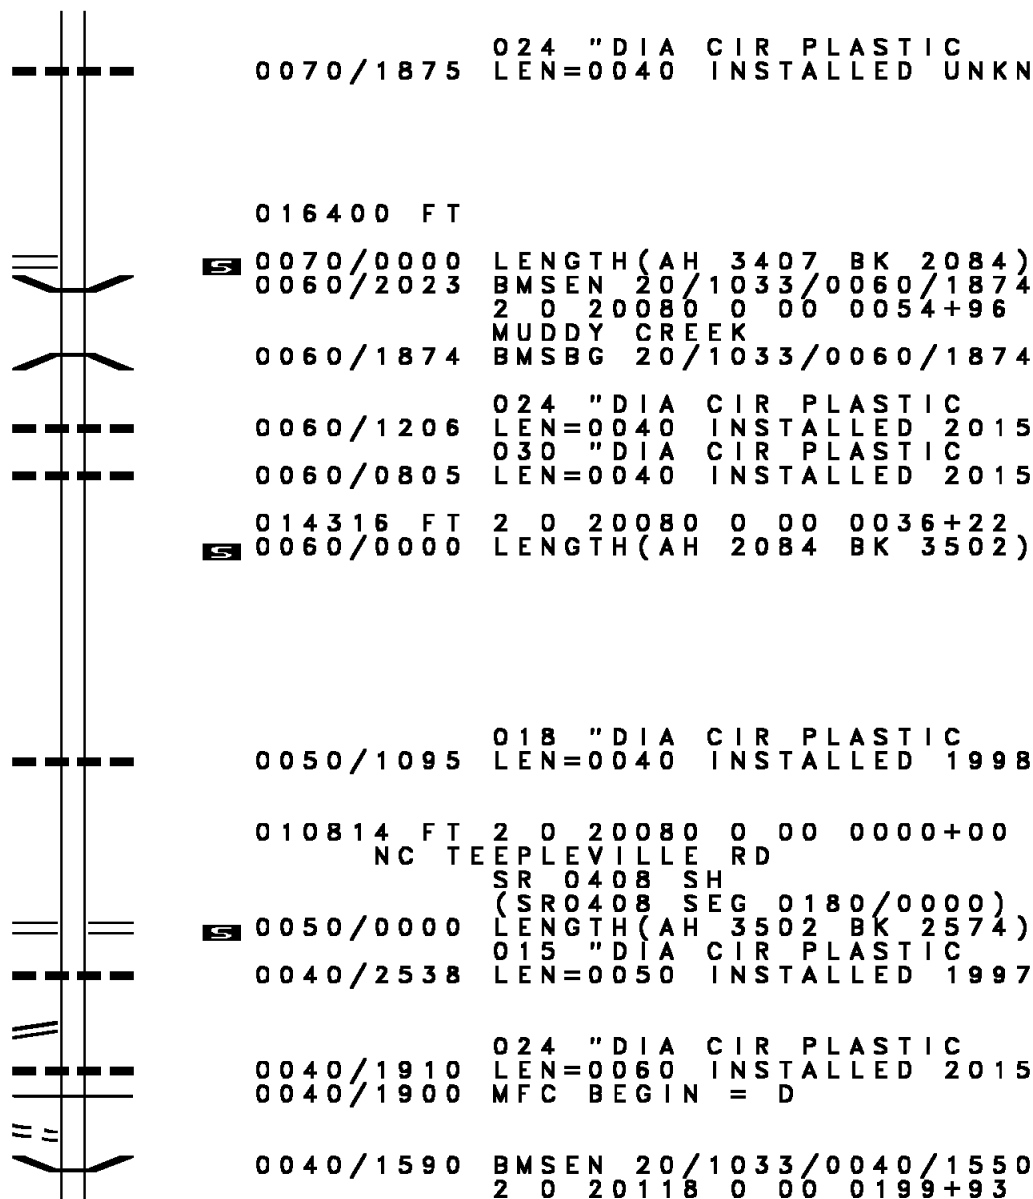 024 "DIA CIR PLASTIC
0070/1875 LEN=0040 INSTALLED UNKN
016400 FT
S 0070/0000 LENGTH(AH 3407 BK 2084)
0060/2023 BMSEN 20/1033/0060/1874
2 0 20080 0 00 0054+96
MUDDY CREEK
0060/1874 BMSBG 20/1033/0060/1874
024 "DIA CIR PLASTIC
0060/1206 LEN=0040 INSTALLED 2015
030 "DIA CIR PLASTIC
0060/0805 LEN=0040 INSTALLED 2015
014316 FT 2 0 20080 0 00 0036+22
S 0060/0000 LENGTH(AH 2084 BK 3502)
018 "DIA CIR PLASTIC
0050/1095 LEN=0040 INSTALLED 1998
010814 FT 2 0 20080 0 00 0000+00
NC TEEPLEVILLE RD
SR 0408 SH
(SR0408 SEG 0180/0000)
S 0050/0000 LENGTH(AH 3502 BK 2574)
015 "DIA CIR PLASTIC
0040/2538 LEN=0050 INSTALLED 1997
024 "DIA CIR PLASTIC
0040/1910 LEN=0060 INSTALLED 2015
0040/1900 MFC BEGIN = D
0040/1590 BMSEN 20/1033/0040/1550
2 0 20118 0 00 0199+93